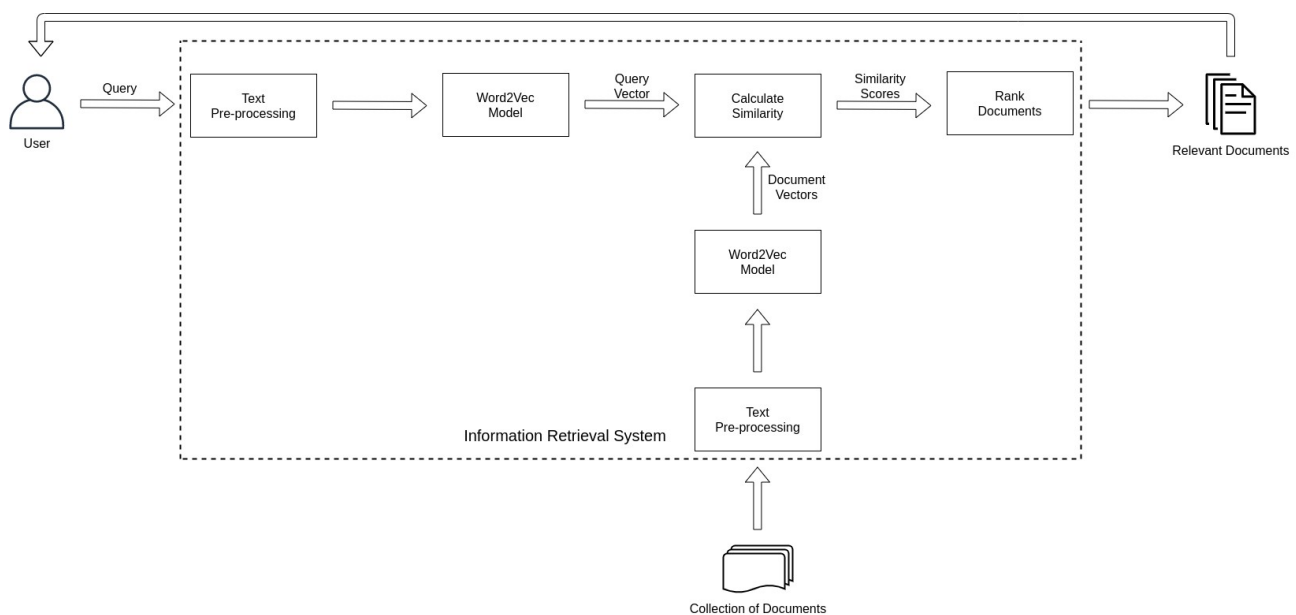 Query
User
Text
Pre-processing
Word2Vec
Model
Query
Vector
Calculate
Similarity
Similarity
Scores
Rank
Documents
Relevant Documents
Document
Vectors
Word2Vec
Model
Text
Pre-processing
Information Retrieval System
Collection of Documents